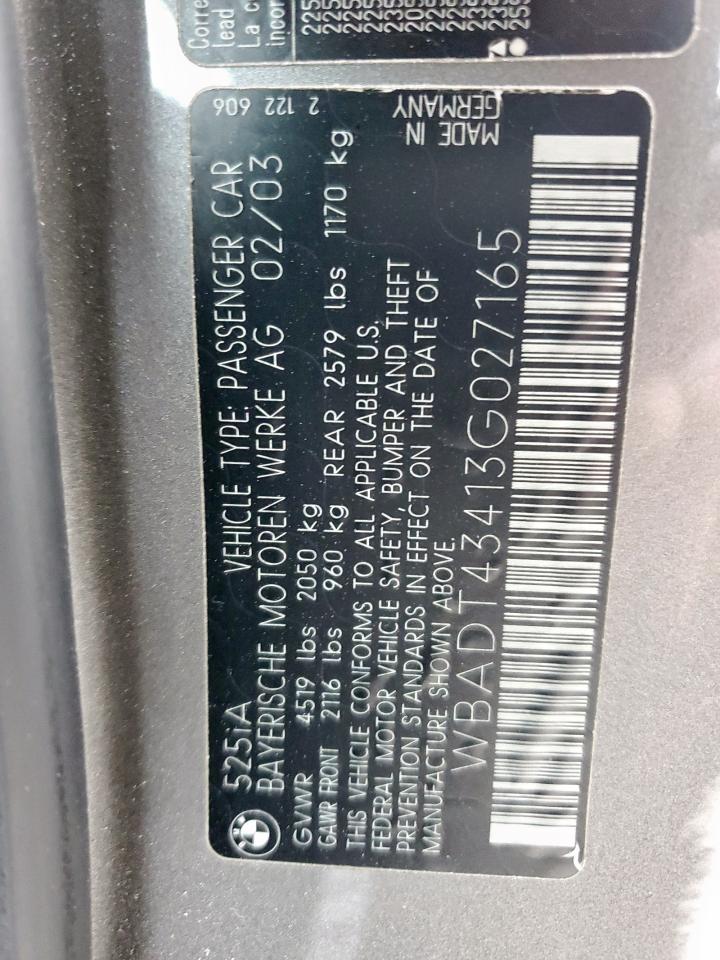 525iA VEHICLE TYPE: PASSENGER CAR
BAYERISCHE MOTOREN WERKE AG 02/03
GVWR 4519 lbs 2050 kg
GAWR FRONT 2116 lbs 960 kg REAR 2579 lbs 1170 kg
THIS VEHICLE CONFORMS TO ALL APPLICABLE U.S.
FEDERAL MOTOR VEHICLE SAFETY, BUMPER AND THEFT
PREVENTION STANDARDS IN EFFECT ON THE DATE OF
MANUFACTURE SHOWN ABOVE.
WBADT43413G027165
2 122 606
MADE IN
GERMANY